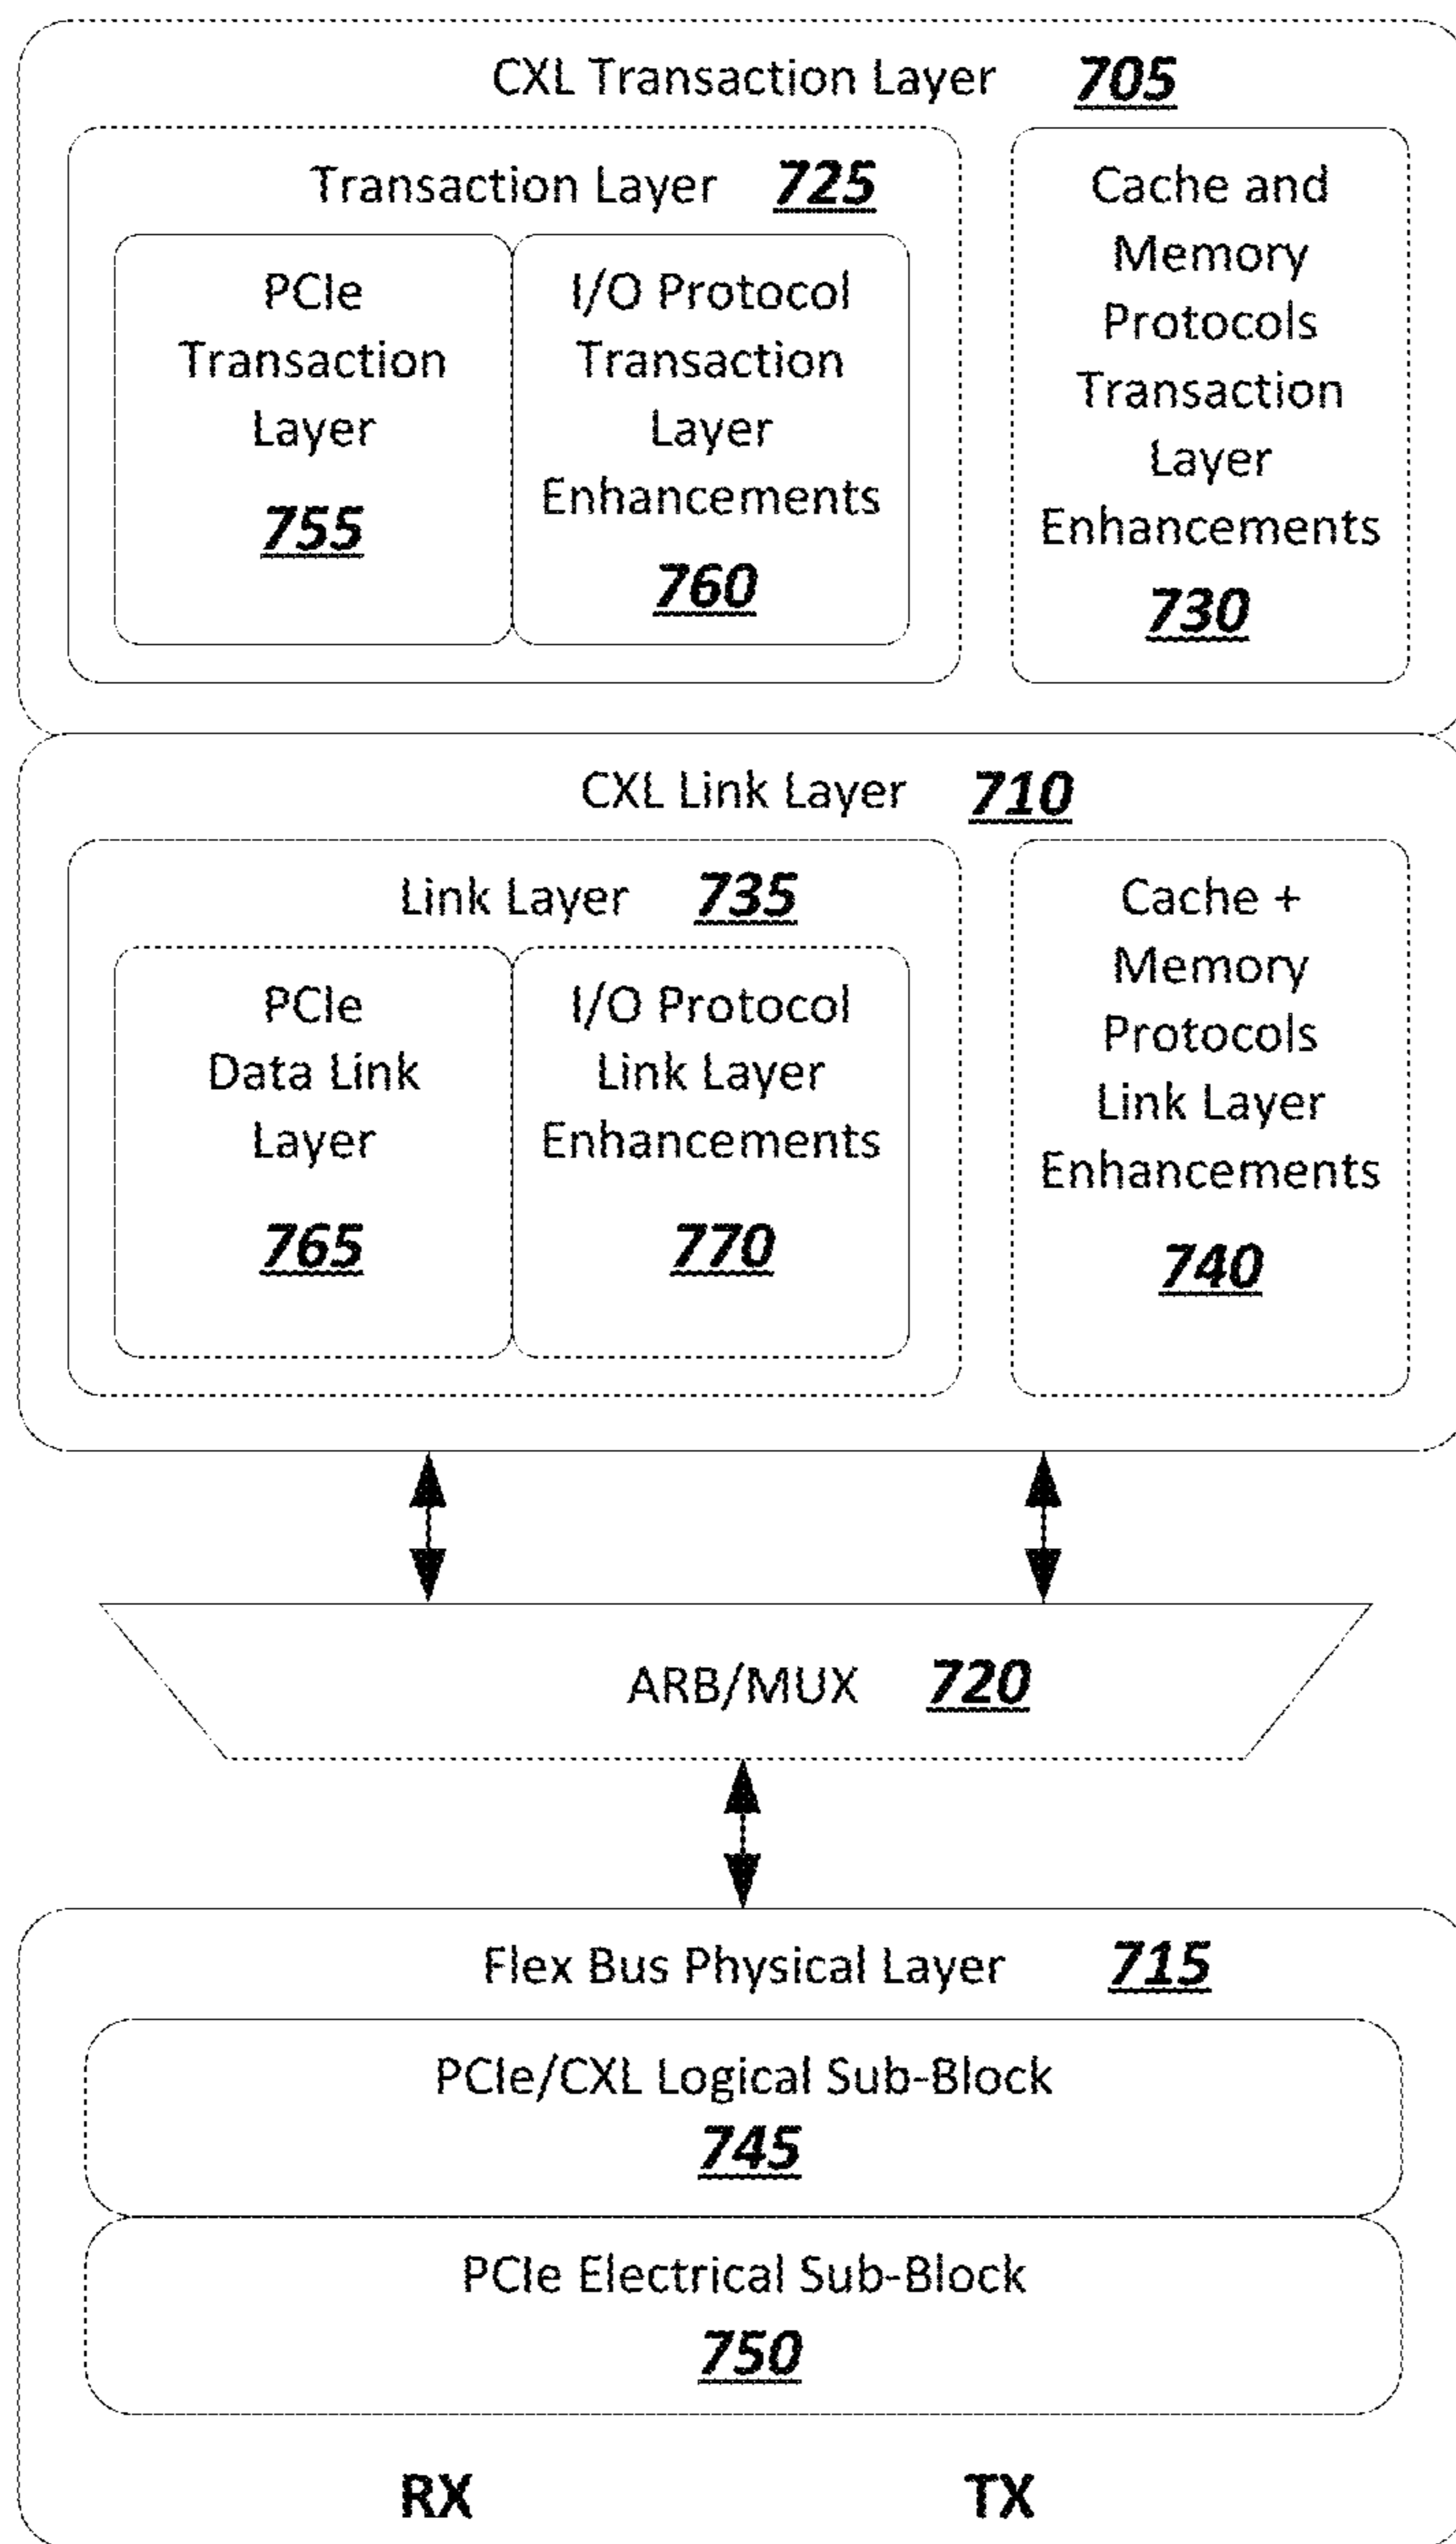 CXL Transaction Layer 705
Transaction Layer 725
PCIe
Transaction
Layer
755
I/O Protocol
Transaction
Layer
Enhancements
760
Cache and
Memory
Protocols
Transaction
Layer
Enhancements
730
CXL Link Layer 710
Link Layer 735
PCIe
Data Link
Layer
765
I/O Protocol
Link Layer
Enhancements
770
Cache +
Memory
Protocols
Link Layer
Enhancements
740
ARB/MUX 720
Flex Bus Physical Layer 715
PCIe/CXL Logical Sub-Block
745
PCIe Electrical Sub-Block
750
RX TX